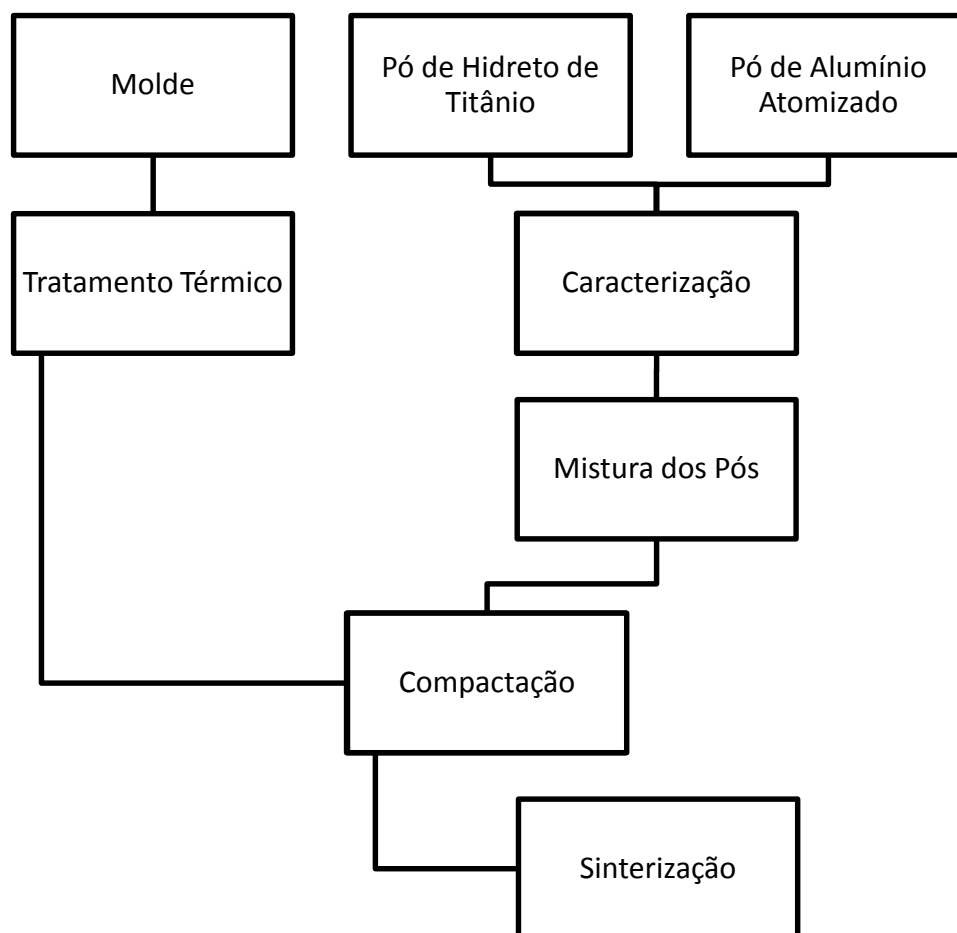 Molde
Pó de Hidreto de
Titânio
Pó de Alumínio
Atomizado
Tratamento Térmico
Caracterização
Mistura dos Pós
Compactação
Sinterização